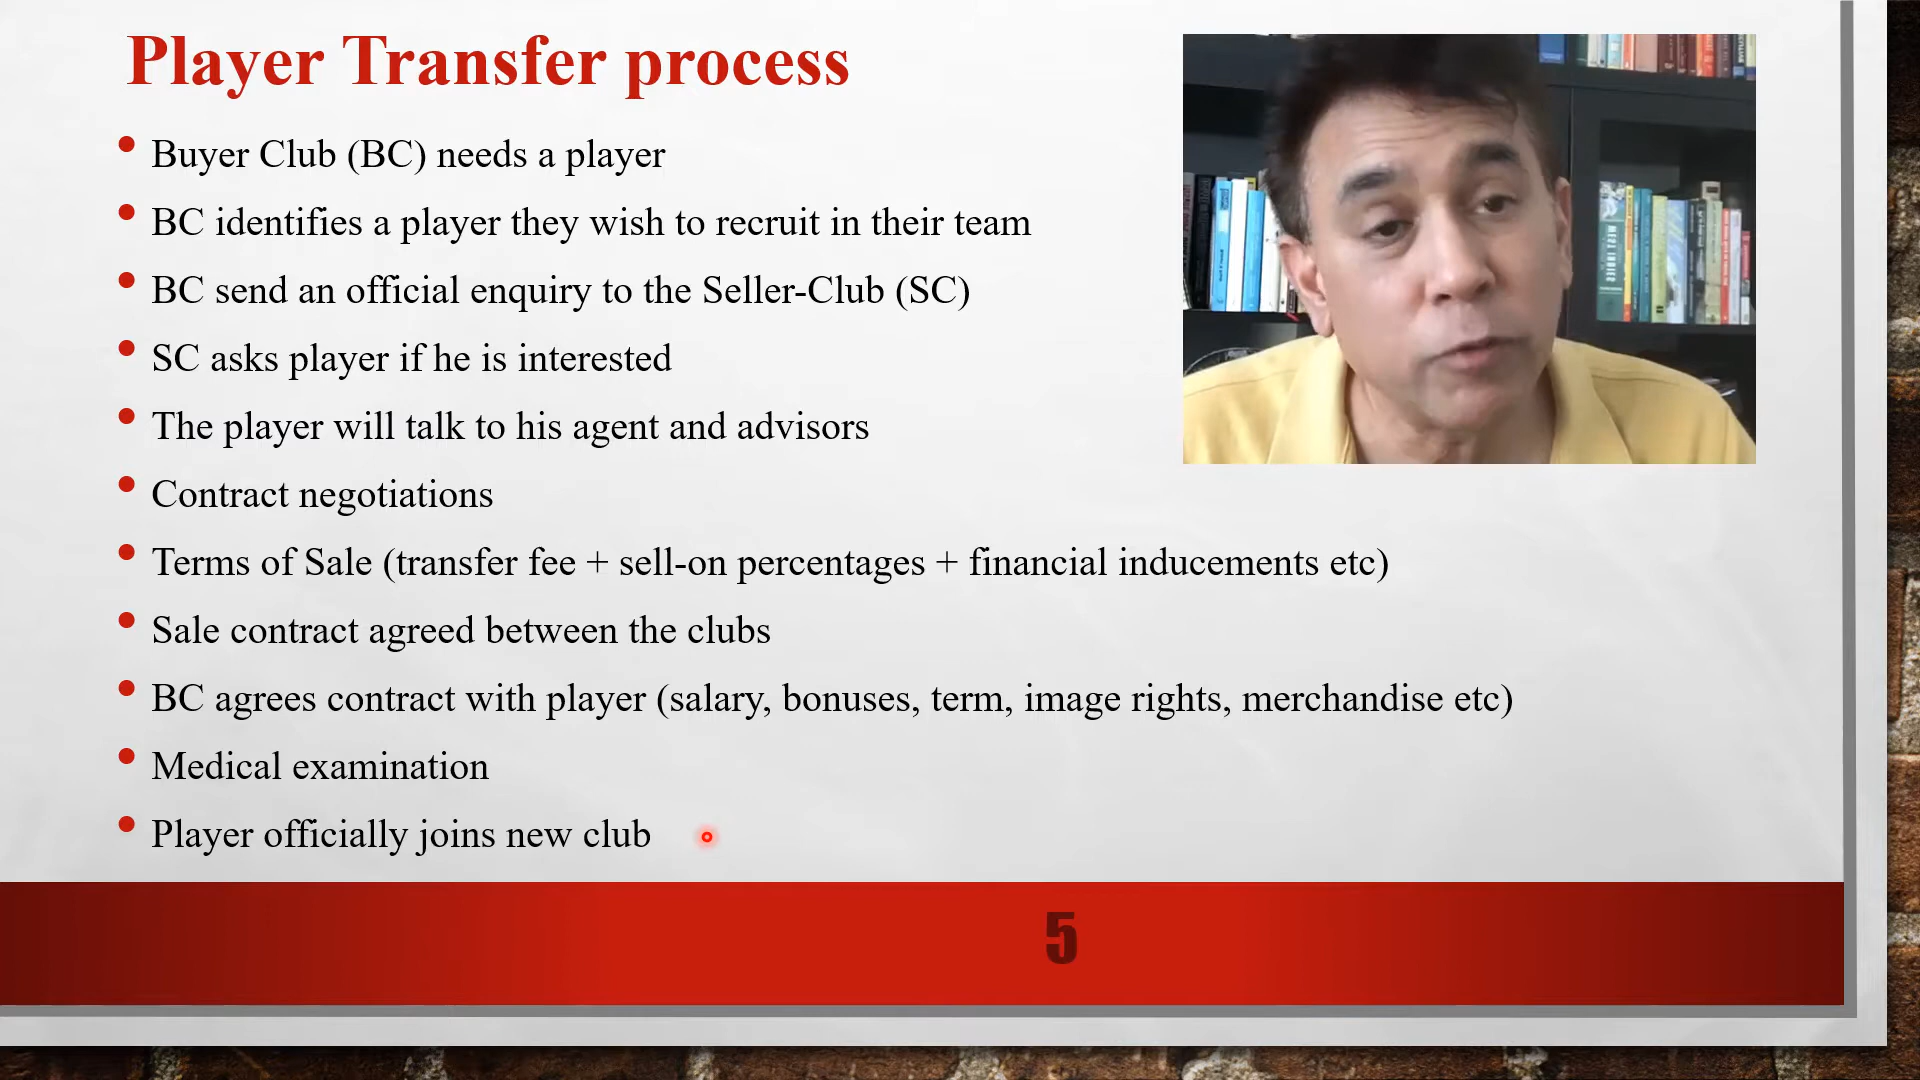 Player Transfer process
Buyer Club (BC) needs a player
BC identifies a player they wish to recruit in their team
BC send an official enquiry to the Seller-Club (SC)
SC asks player if he is interested
The player will talk to his agent and advisors
Contract negotiations
Terms of Sale (transfer fee + sell-on percentages + financial inducements etc)
Sale contract agreed between the clubs
BC agrees contract with player (salary, bonuses, term, image rights, merchandise etc)
Medical examination
Player officially joins new club
5
WEST INDIES